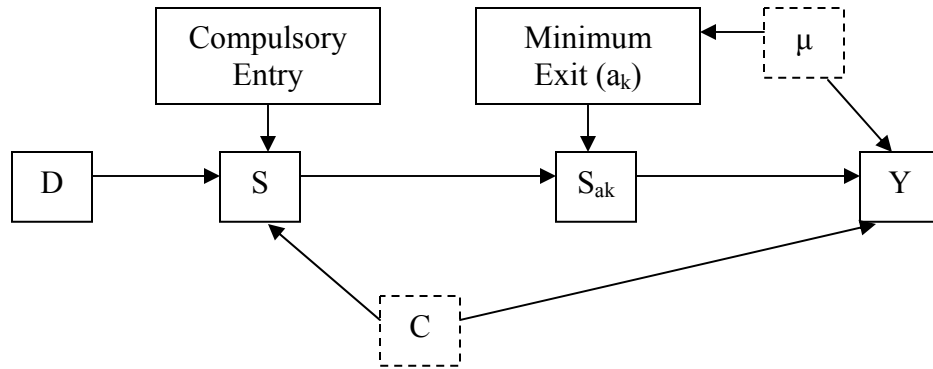 Compulsory
Entry
Minimum
Exit (aₖ)
μ
D
S
Sₐₖ
Y
C